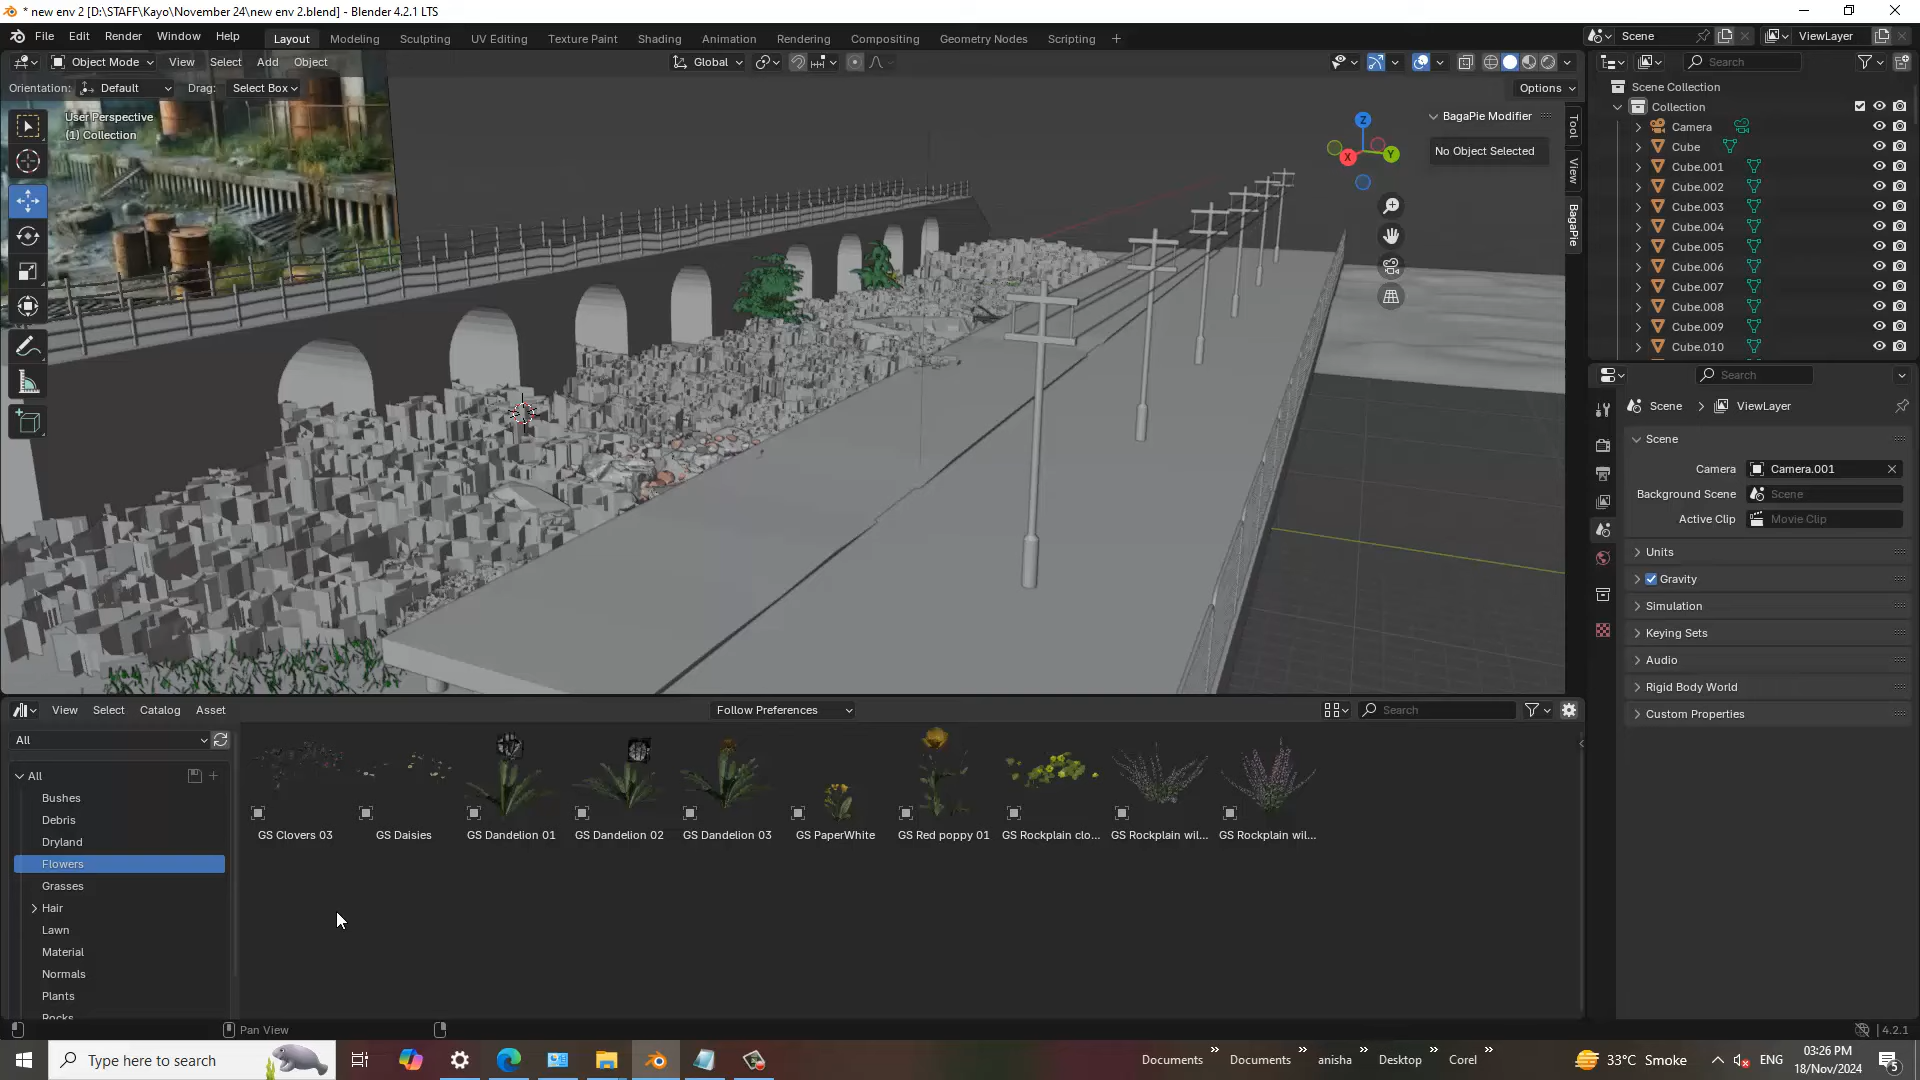 * new env 2 [D:\STAFF\Kayo\November 24\new env 2.blend] - Blender 4.2.1 LTS
File Edit Render Window Help Layout Modeling Sculpting UV Editing Texture Paint Shading Animation Rendering Compositing Geometry Nodes Scripting + Scene ViewLayer
Object Mode View Select Add Object Global Search
Orientation: Default Drag: Select Box Options
Scene Collection
User Perspective
(1) Collection
BagaPie Modifier
No Object Selected
Tool
View
BagaPie
Z
X
Y
Collection
Camera
Cube
Cube.001
Cube.002
Cube.003
Cube.004
Cube.005
Cube.006
Cube.007
Cube.008
Cube.009
Cube.010
Search
Scene ViewLayer
Scene
Camera Camera.001
Background Scene Scene
Active Clip Movie Clip
Units
Gravity
Simulation
Keying Sets
Audio
Rigid Body World
Custom Properties
View Select Catalog Asset Follow Preferences Search
All
All
Bushes
Debris
Dryland
Flowers
Grasses
Hair
Lawn
Material
Normals
Plants
Rocks
GS Clovers 03 GS Daisies GS Dandelion 01 GS Dandelion 02 GS Dandelion 03 GS PaperWhite GS Red poppy 01 GS Rockplain clo... GS Rockplain wil... GS Rockplain wil...
Pan View 4.2.1
Type here to search Documents Documents anisha Desktop Corel 33°C Smoke ENG
03:26 PM
18/Nov/2024
5